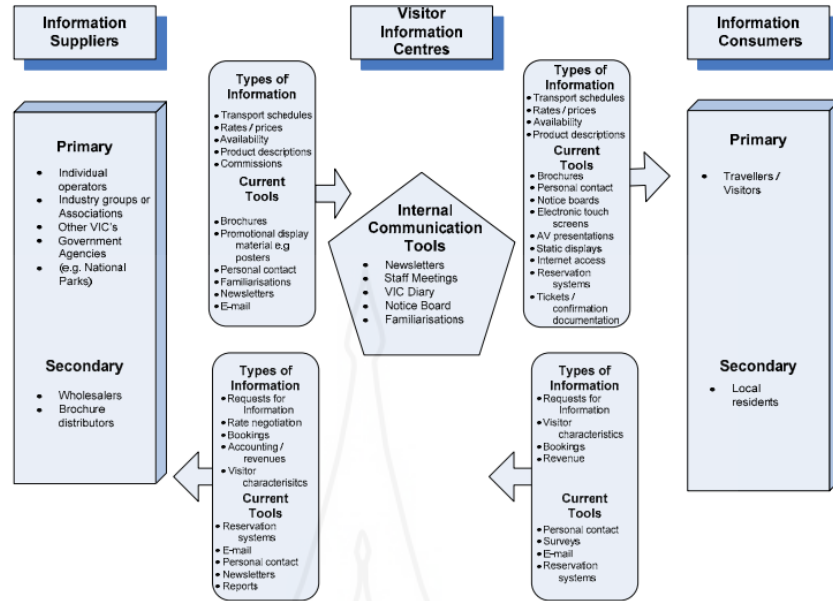 Information
Suppliers
Visitor
Information
Centres
Information
Consumers
Primary
• Individual
operators
• Industry groups or
Associations
• Other VIC's
• Government
Agencies
• (e.g. National
Parks)
Secondary
• Wholesalers
• Brochure
distributors
Types of
Information
• Transport schedules
• Rates / prices
• Availability
• Product descriptions
• Commissions
Current
Tools
• Brochures
• Promotional display
material e.g
posters
• Personal contact
• Familiarisations
• Newsletters
• E-mail
Types of
Information
• Requests for
Information
• Rate negotiation
• Bookings
• Accounting /
revenues
• Visitor
characterisitcs
Current
Tools
• Reservation
systems
• E-mail
• Personal contact
• Newsletters
• Reports
Internal
Communication
Tools
• Newsletters
• Staff Meetings
• VIC Diary
• Notice Board
• Familiarisations
Types of
Information
• Transport schedules
• Rates / prices
• Availability
• Product descriptions
Current
Tools
• Brochures
• Personal contact
• Notice boards
• Electronic touch
screens
• AV presentations
• Static displays
• Internet access
• Reservation
systems
• Tickets /
confirmation
documentation
Types of
Information
• Requests for
Information
• Visitor
characteristics
• Bookings
• Revenue
Current
Tools
• Personal contact
• Surveys
• E-mail
• Reservation
systems
Primary
• Travellers /
Visitors
Secondary
• Local
residents